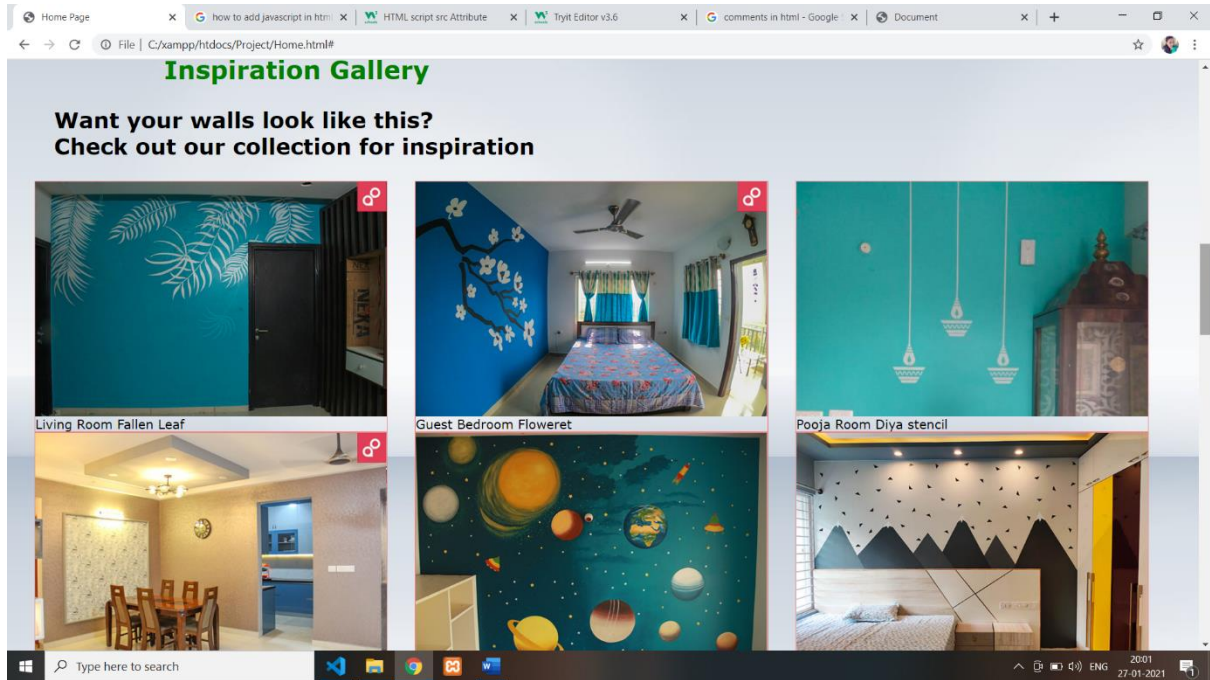 Home Page
how to add javascript in htm
HTML script src Attribute
Tryit Editor v3.6
comments in html - Google
Document
File | C:/xampp/htdocs/Project/Home.html#
Inspiration Gallery
Want your walls look like this?
Check out our collection for inspiration
NEXA
Living Room Fallen Leaf
Guest Bedroom Floweret
Pooja Room Diya stencil
Type here to search
ENG
20:01
27-01-2021